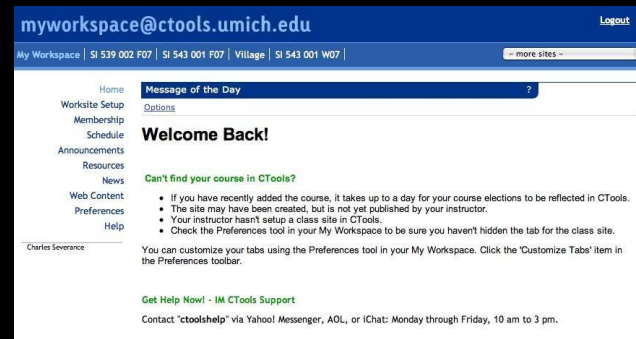 myworkspace@ctools.umich.edu
Logout
My Workspace | SI 539 002 F07 | SI 543 001 F07 | Village | SI 543 001 W07 |
- more sites -
Home
Worksite Setup
Membership
Schedule
Announcements
Resources
News
Web Content
Preferences
Help
Charles Severance
Message of the Day ?
Options
Welcome Back!
Can't find your course in CTools?
• If you have recently added the course, it takes up to a day for your course elections to be reflected in CTools.
• The site may have been created, but is not yet published by your instructor.
• Your instructor hasn't setup a class site in CTools.
• Check the Preferences tool in your My Workspace to be sure you haven't hidden the tab for the class site.
You can customize your tabs using the Preferences tool in your My Workspace. Click the 'Customize Tabs' item in
the Preferences toolbar.
Get Help Now! - IM CTools Support
Contact "ctoolshelp" via Yahoo! Messenger, AOL, or iChat: Monday through Friday, 10 am to 3 pm.